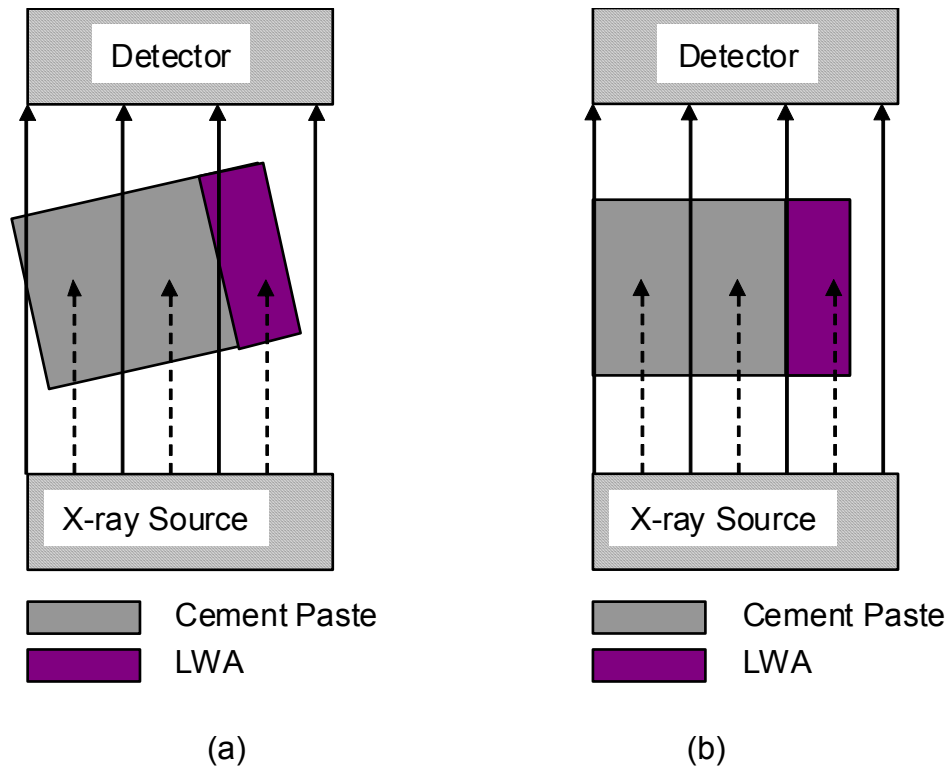 Detector
Detector
X-ray Source
X-ray Source
Cement Paste
LWA
Cement Paste
LWA
(a)
(b)